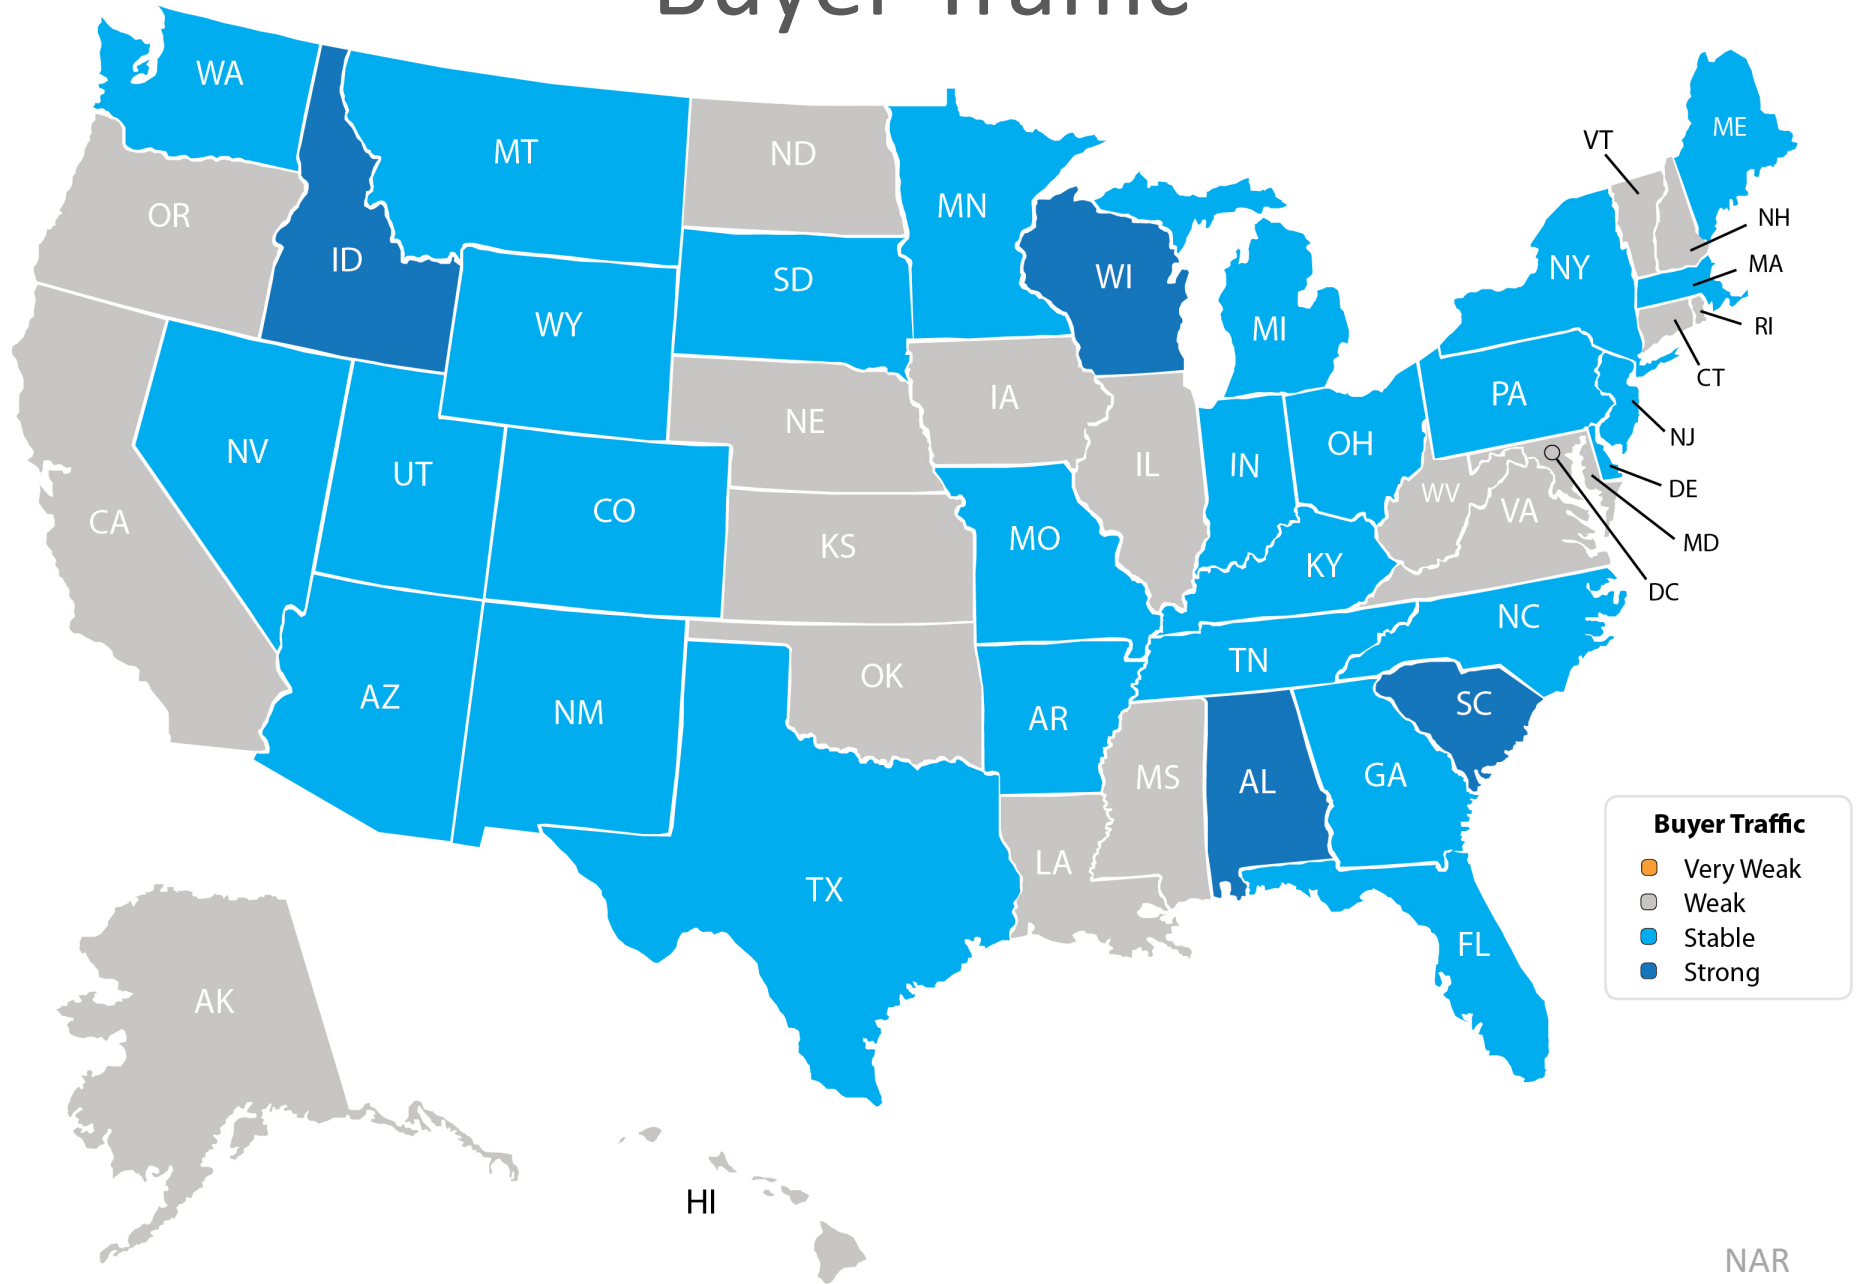 Buyer Traffic
WA
MT
ND
MN
ME
VT
OR
ID
SD
WI
NH
NY
MA
WY
MI
RI
CT
NE
IA
PA
NJ
NV
UT
CO
IL
IN
OH
WV
VA
DE
CA
KS
MO
KY
MD
DC
NC
AZ
NM
OK
AR
TN
SC
MS
AL
GA
TX
LA
FL
AK
HI
Buyer Traffic
Very Weak
Weak
Stable
Strong
NAR